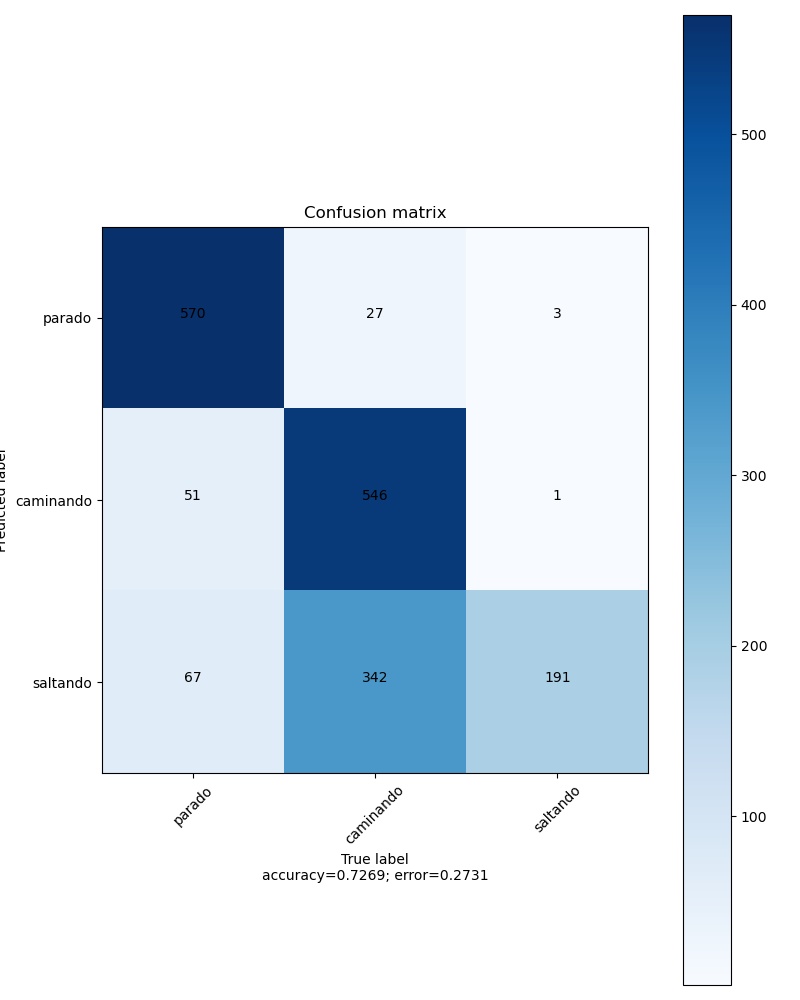 Confusion matrix
parado
570
27
3
caminando
51
546
1
saltando
67
342
191
parado
caminando
saltando
True label
accuracy=0.7269; error=0.2731
Predicted label
500
400
300
200
100